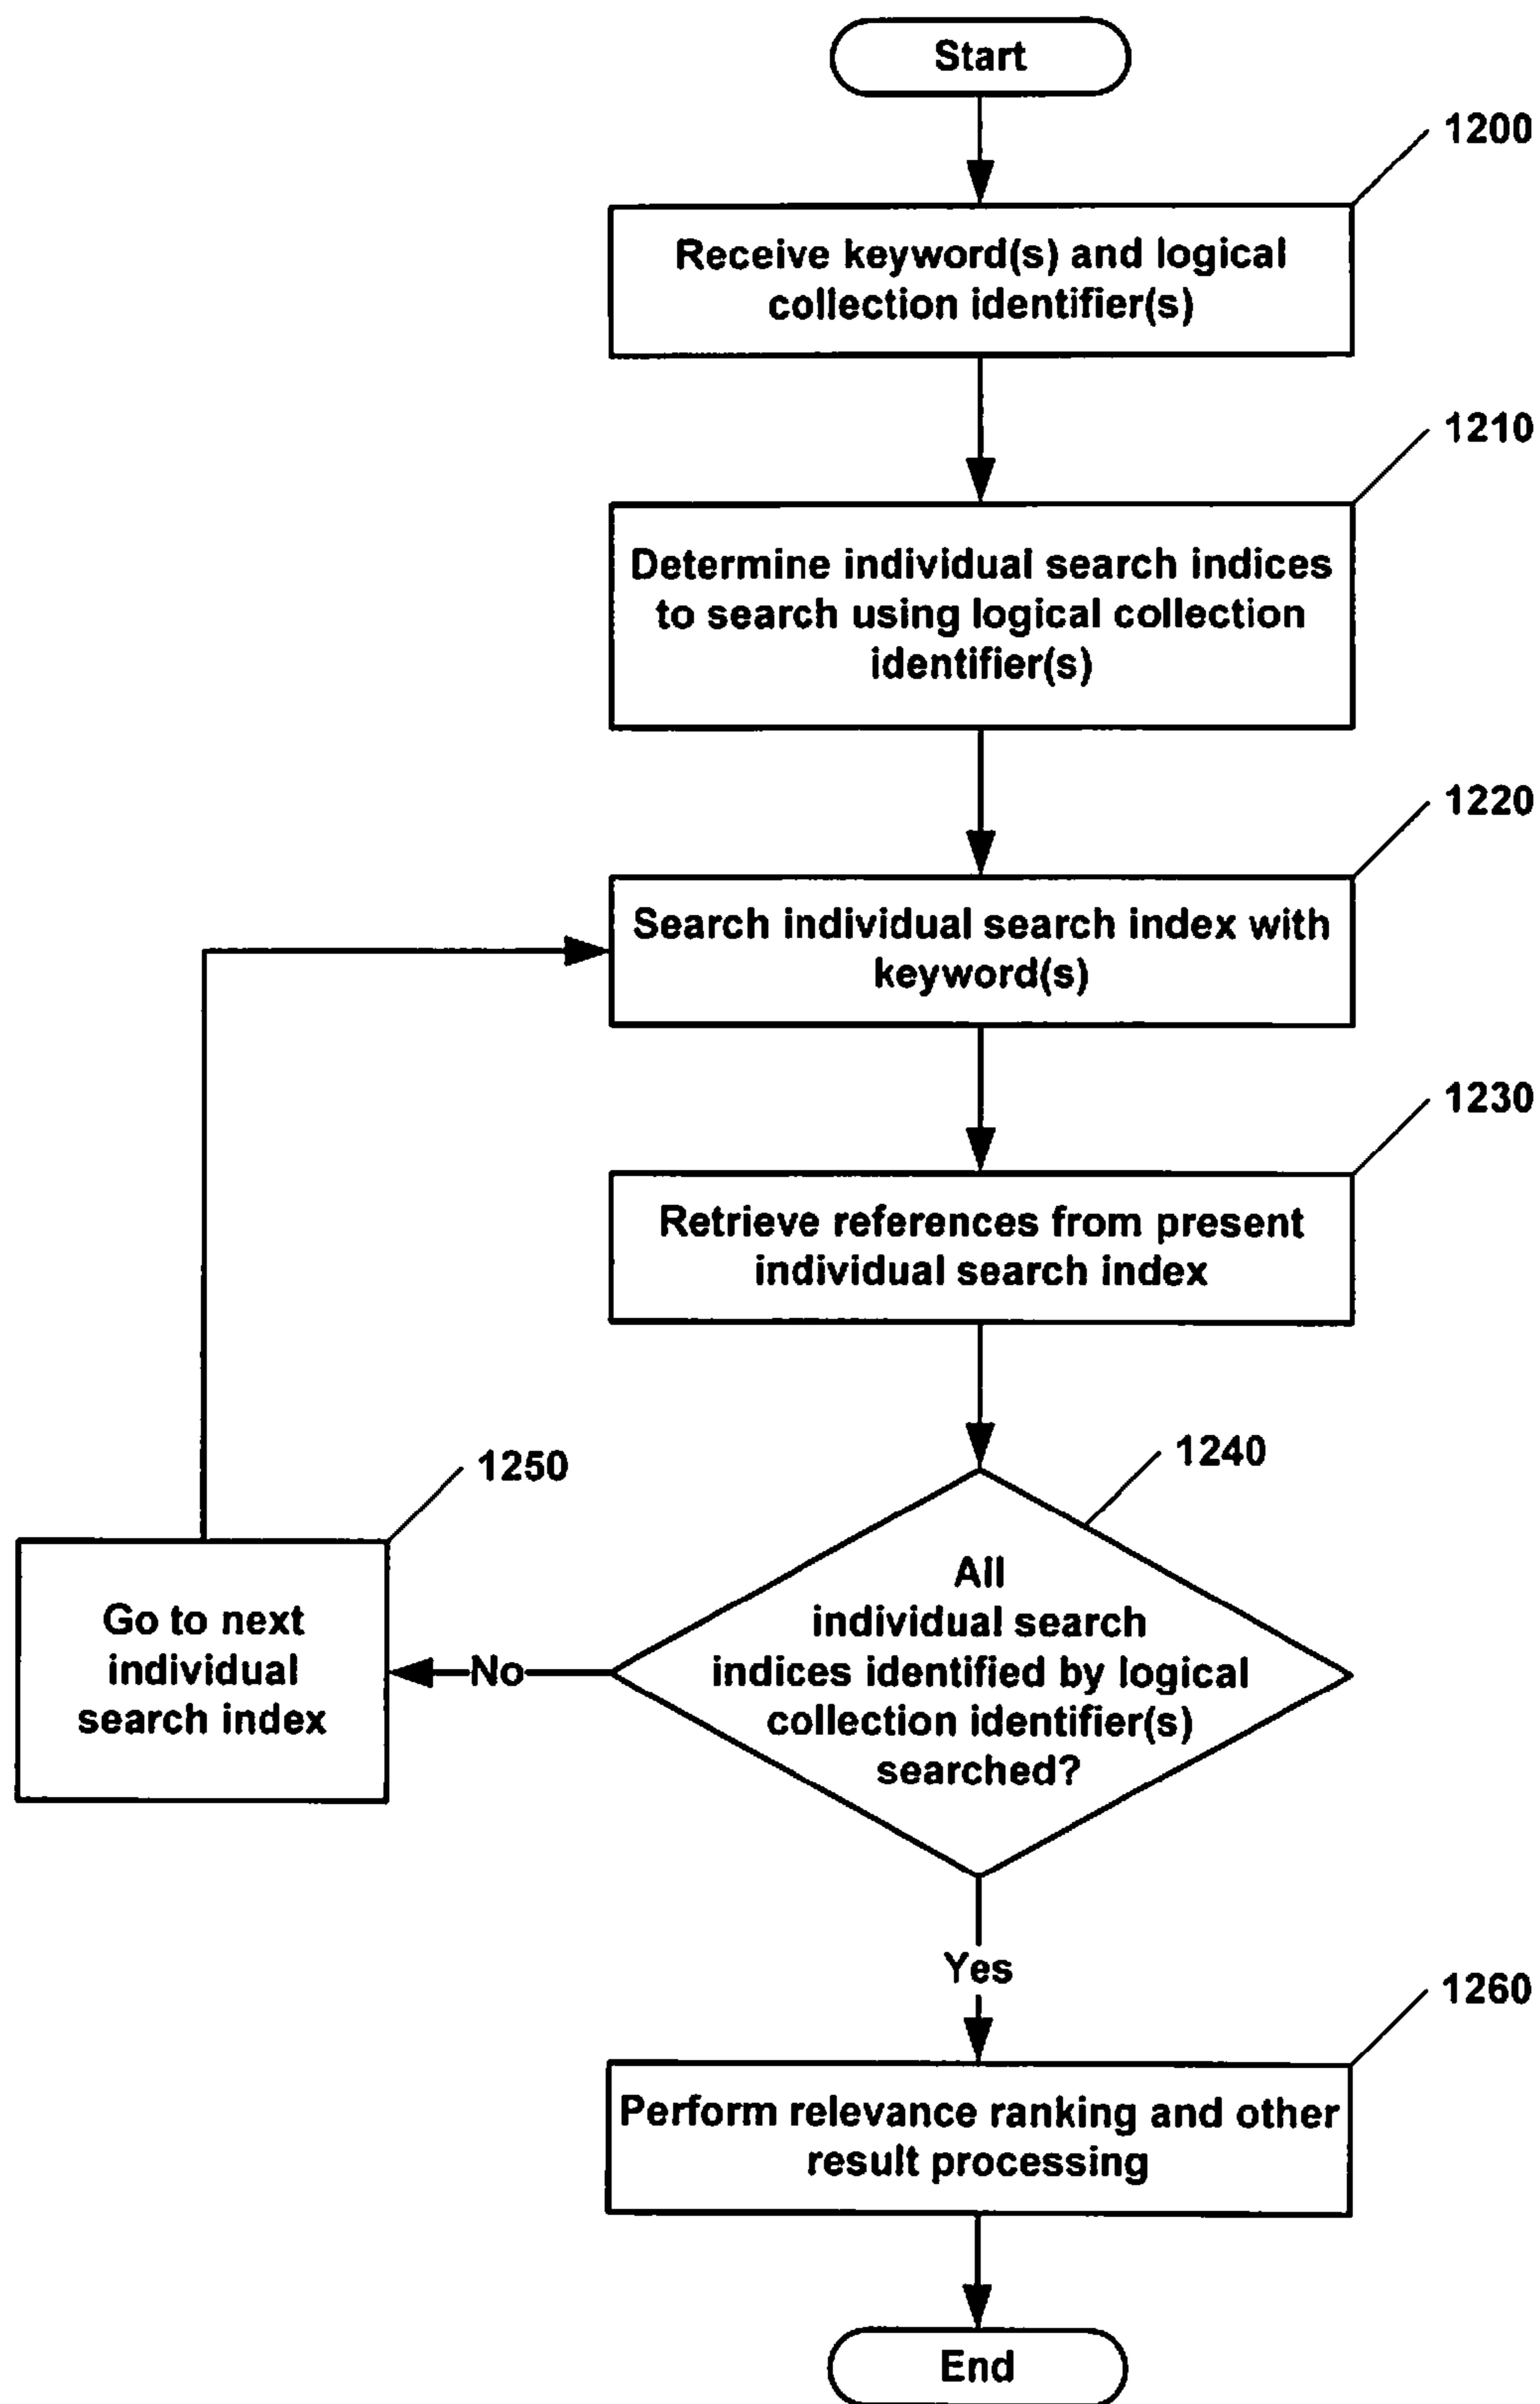 Start
1200
Receive keyword(s) and logical
collection identifier(s)
1210
Determine individual search indices
to search using logical collection
identifier(s)
1220
Search individual search index with
keyword(s)
1230
Retrieve references from present
individual search index
1240
All
individual search
indices identified by logical
collection identifier(s)
searched?
No
1250
Go to next
individual
search index
Yes
1260
Perform relevance ranking and other
result processing
End